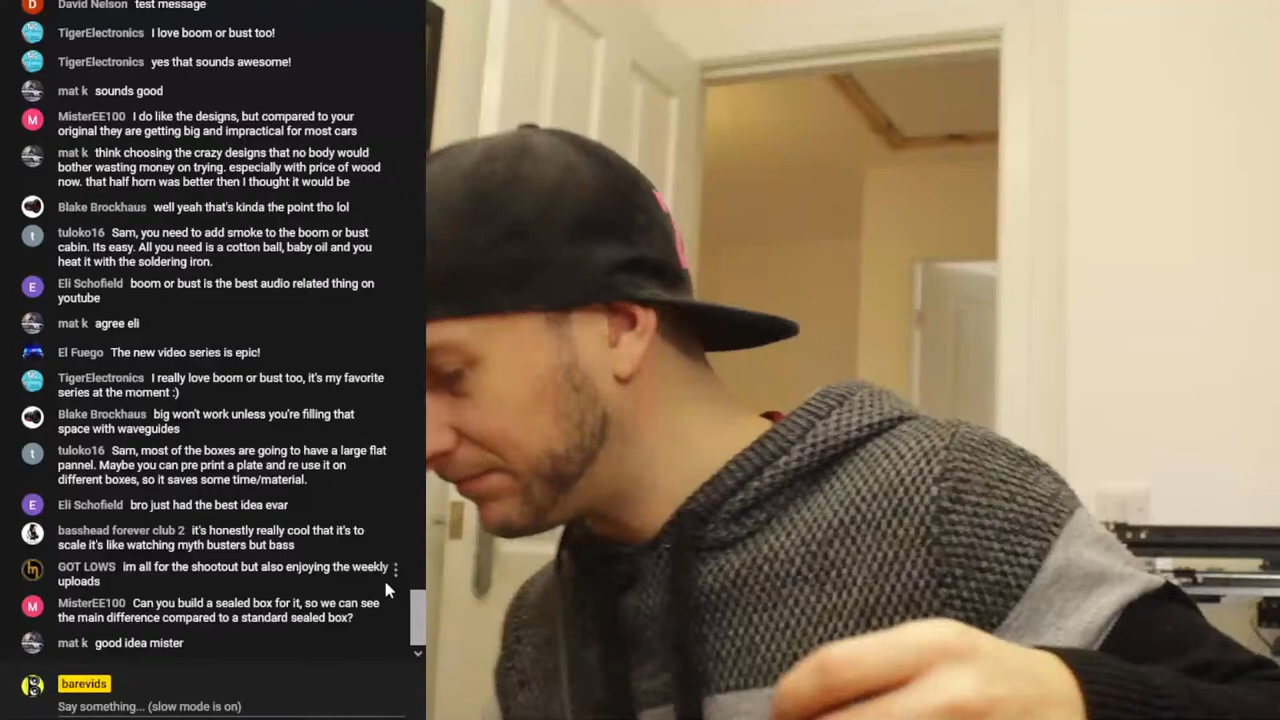 David Nelson test message
TigerElectronics I love boom or bust too!
TigerElectronics yes that sounds awesome!
mat k sounds good
MisterEE100 I do like the designs, but compared to your
original they are getting big and impractical for most cars
mat k think choosing the crazy designs that no body would
bother wasting money on trying. especially with price of wood
now. that half horn was better then I thought it would be
Blake Brockhaus well yeah that's kinda the point tho lol
tuloko16 Sam, you need to add smoke to the boom or bust
cabin. Its easy. All you need is a cotton ball, baby oil and you
heat it with the soldering iron.
Eli Schofield boom or bust is the best audio related thing on
youtube
mat k agree eli
El Fuego The new video series is epic!
TigerElectronics I really love boom or bust too, it's my favorite
series at the moment :)
Blake Brockhaus big won't work unless you're filling that
space with waveguides
tuloko16 Sam, most of the boxes are going to have a large flat
pannel. Maybe you can pre print a plate and re use it on
different boxes, so it saves some time/material.
Eli Schofield bro just had the best idea evar
basshead forever club 2 it's honestly really cool that it's to
scale it's like watching myth busters but bass
GOT LOWS im all for the shootout but also enjoying the weekly
uploads
MisterEE100 Can you build a sealed box for it, so we can see
the main difference compared to a standard sealed box?
mat k good idea mister
barevids
Say something... (slow mode is on)